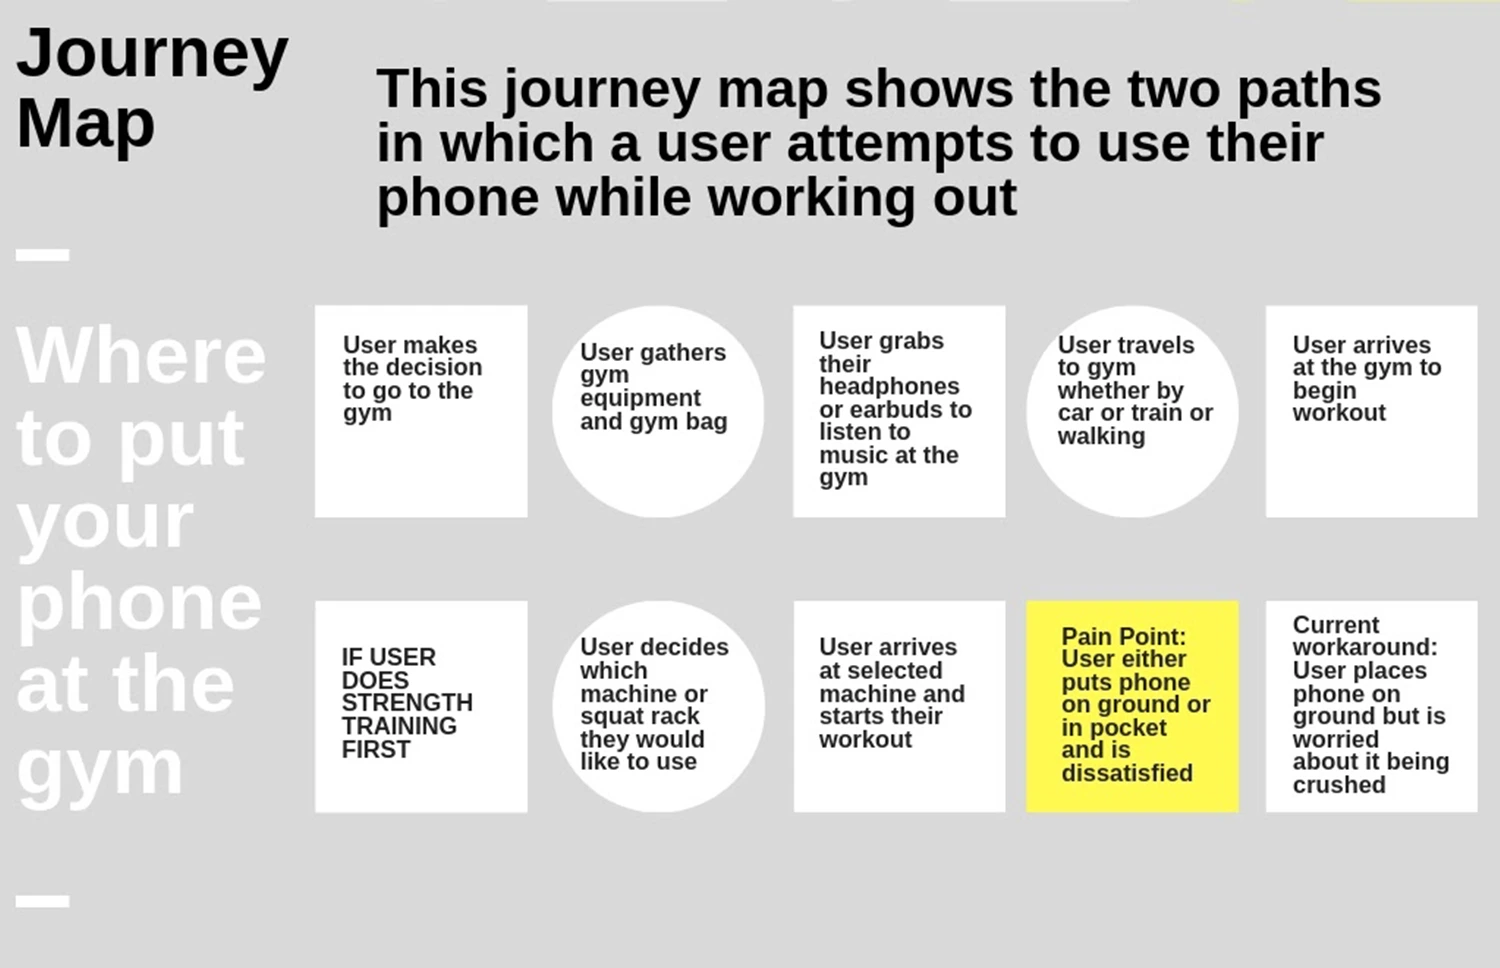 Journey
Map
This journey map shows the two paths
in which a user attempts to use their
phone while working out
Where
to put
your
phone
at the
gym
User makes
the decision
to go to the
gym
User gathers
gym
equipment
and gym bag
User grabs
their
headphones
or earbuds to
listen to
music at the
gym
User travels
to gym
whether by
car or train or
walking
User arrives
at the gym to
begin
workout
IF USER
DOES
STRENGTH
TRAINING
FIRST
User decides
which
machine or
squat rack
they would
like to use
User arrives
at selected
machine and
starts their
workout
Pain Point:
User either
puts phone
on ground or
in pocket
and is
dissatisfied
Current
workaround:
User places
phone on
ground but is
worried
about it being
crushed